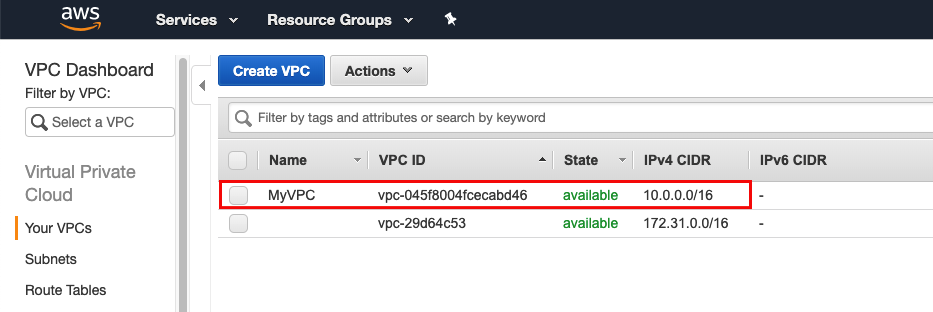 aws Services Resource Groups
VPC Dashboard
Filter by VPC:
Select a VPC
Virtual Private
Cloud
Your VPCs
Subnets
Route Tables
Create VPC Actions
Filter by tags and attributes or search by keyword
Name VPC ID State IPv4 CIDR IPv6 CIDR
MyVPC vpc-045f8004fcecabd46 available 10.0.0.0/16 -
vpc-29d64c53 available 172.31.0.0/16 -